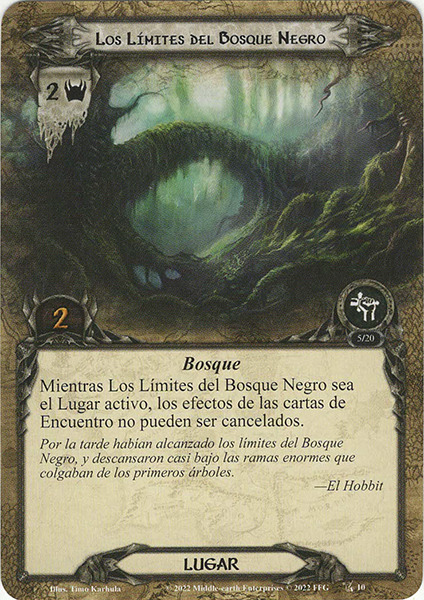 Los Límites del Bosque Negro
2
2
5/20
Bosque
Mientras Los Límites del Bosque Negro sea
el Lugar activo, los efectos de las cartas de
Encuentro no pueden ser cancelados.
Por la tarde habían alcanzado los límites del Bosque
Negro, y descansaron casi bajo las ramas enormes que
colgaban de los primeros árboles.
—El Hobbit
LUGAR
Illus. Timo Karhula © 2022 Middle-earth Enterprises © 2022 FFG 10